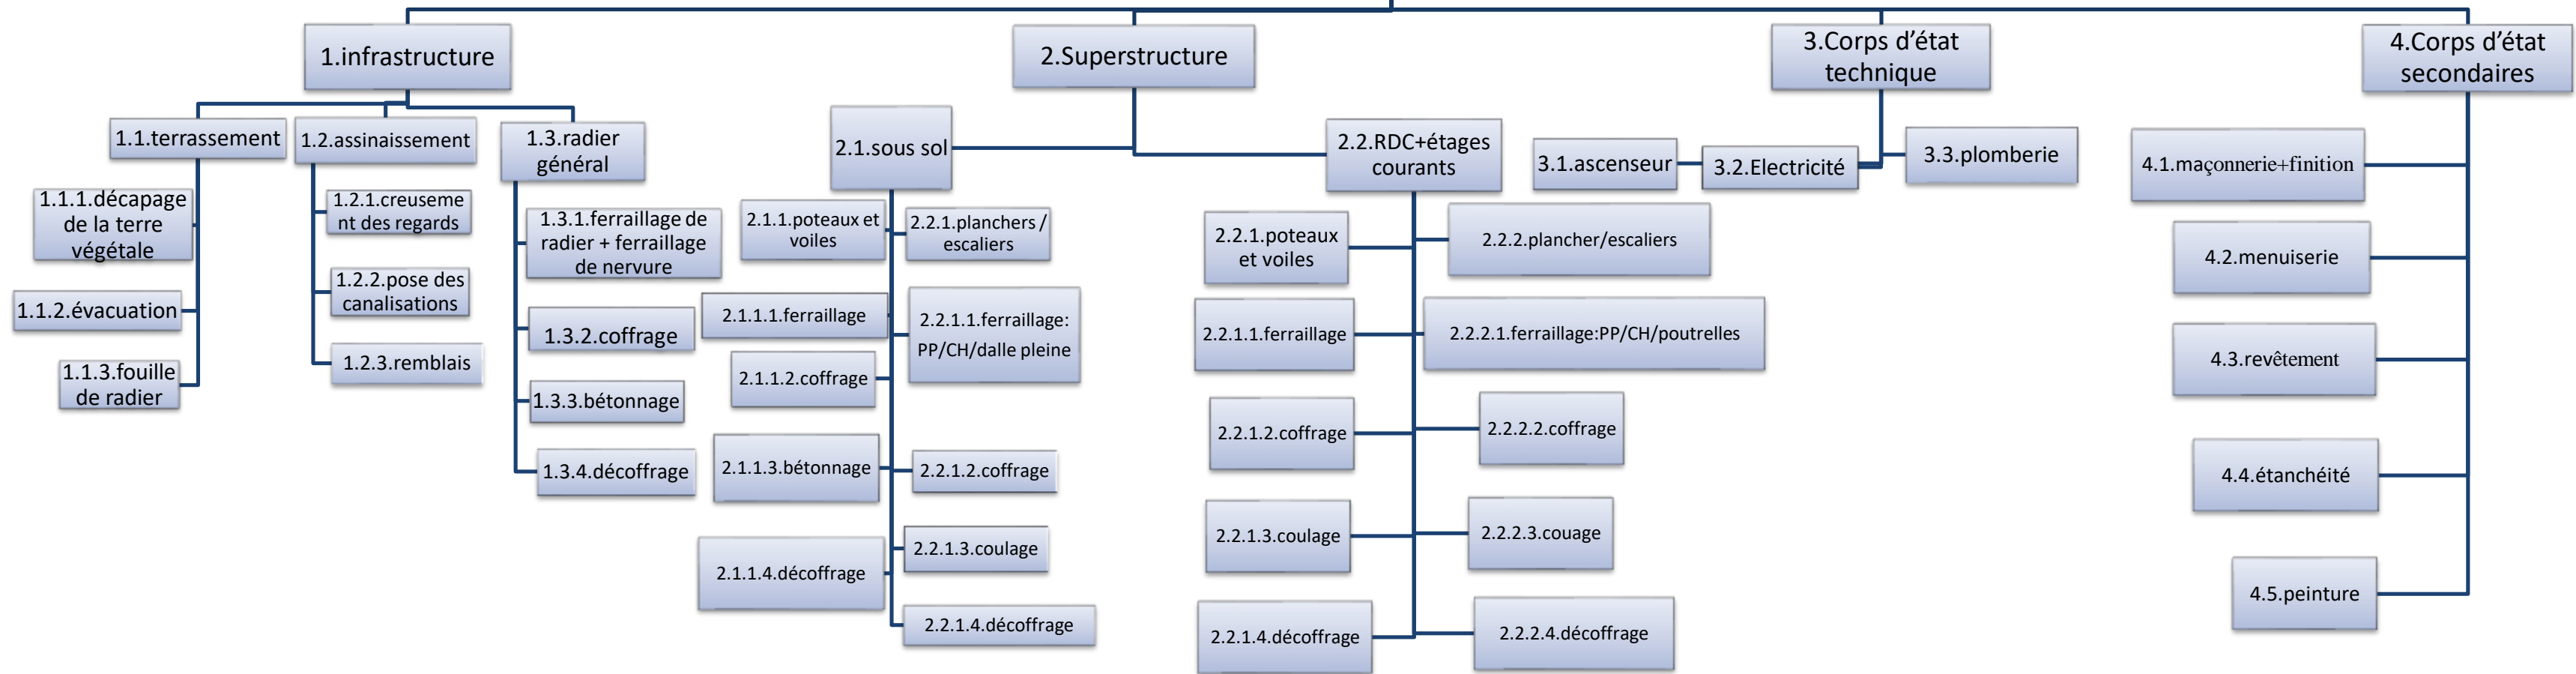 1.infrastructure
2.Superstructure
3.Corps d'état
technique
4.Corps d'état
secondaires
1.1.terrassement
1.1.1.décapage
de la terre
végétale
1.1.2.évacuation
1.1.3.fouille
de radier
1.2.assinaissement
1.2.1.creuseme
nt des regards
1.2.2.pose des
canalisations
1.2.3.remblais
1.3.radier
général
1.3.1.ferraillage de
radier + ferraillage
de nervure
1.3.2.coffrage
1.3.3.bétonnage
1.3.4.décoffrage
2.1.sous sol
2.1.1.poteaux et
voiles
2.1.1.1.ferraillage
2.1.1.2.coffrage
2.1.1.3.bétonnage
2.1.1.4.décoffrage
2.2.1.planchers /
escaliers
2.2.1.1.ferraillage:
PP/CH/dalle pleine
2.2.1.2.coffrage
2.2.1.3.coulage
2.2.1.4.décoffrage
2.2.RDC+étages
courants
2.2.1.poteaux
et voiles
2.2.1.1.ferraillage
2.2.1.2.coffrage
2.2.1.3.coulage
2.2.1.4.décoffrage
2.2.2.plancher/escaliers
2.2.2.1.ferraillage:PP/CH/poutrelles
2.2.2.2.coffrage
2.2.2.3.couage
2.2.2.4.décoffrage
3.1.ascenseur
3.2.Electricité
3.3.plomberie
4.1.maçonnerie+finition
4.2.menuiserie
4.3.revêtement
4.4.étanchéité
4.5.peinture